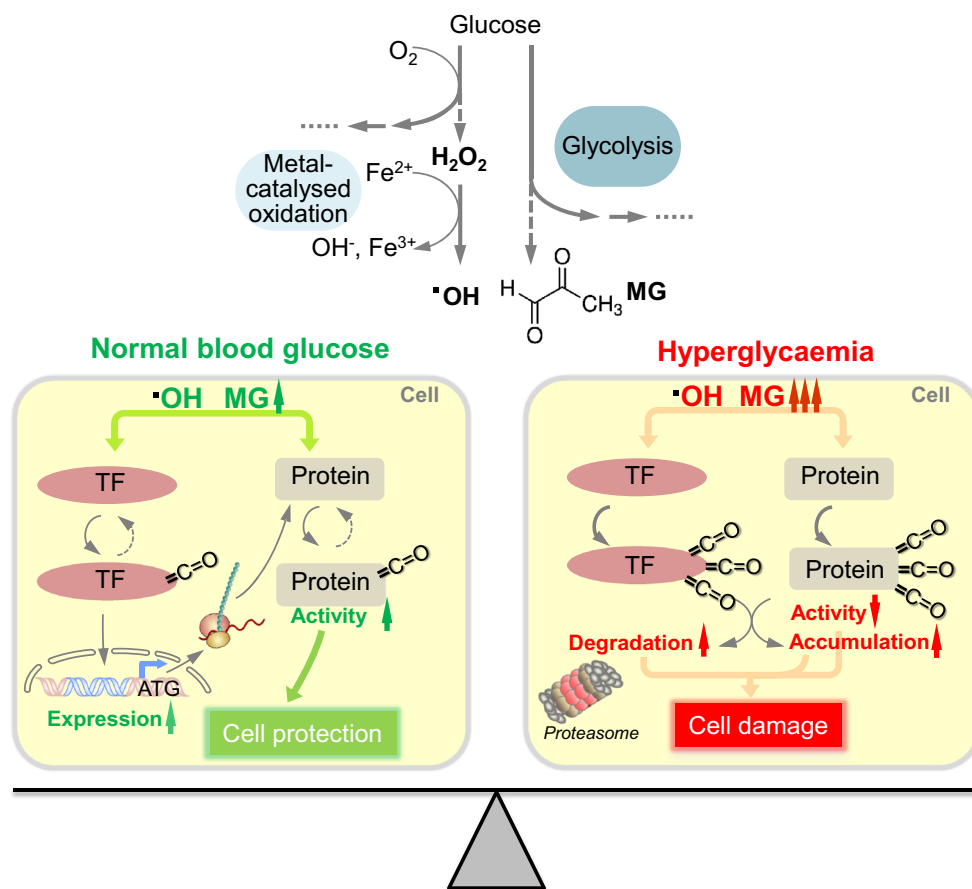 Glucose
O₂
H₂O₂
Glycolysis
Metal-
catalysed
oxidation
Fe²⁺
OH⁻, Fe³⁺
▪OH
H
O
O
CH₃
MG
Normal blood glucose
▪OH MG
Cell
TF
Protein
TF
C=O
Protein
C=O
Activity
ATG
Expression
Cell protection
Hyperglycaemia
▪OH MG
Cell
TF
Protein
TF
C=O
C=O
C=O
Protein
C=O
C=O
C=O
Activity
Degradation
Accumulation
Proteasome
Cell damage